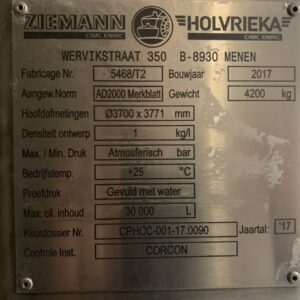 ZIEMANN HOLVRIEKA
CIMC ENRIC CIMC ENRIC
WERVIKSTRAAT 350 B-8930 MENEN
Fabricage Nr. 5468/T2 Bouwjaar 2017
Aangew.Norm AD2000 Merkblatt Gewicht 4200 kg
Hoofdafmetingen Ø3700 x 3771 mm
Densiteit ontwerp 1 kg/l
Max. / Min. Druk Atmosferisch bar
Bedrijfstemp. +25 °C
Proefdruk Gevuld met water
Max. cil. inhoud 30 000 L
Keurdossier Nr. CPHCC-001-17.0090 Jaartal: '17
Controle inst. CORCON